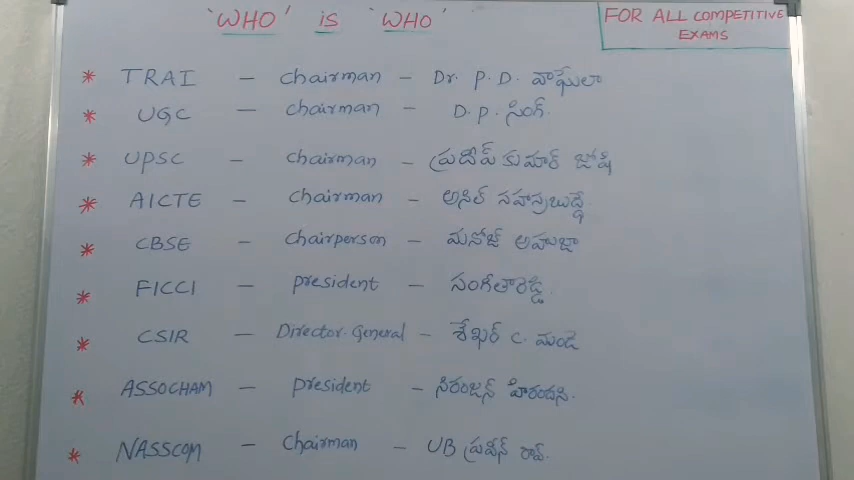 'WHO' is 'WHO'
FOR ALL COMPETITIVE
EXAMS
* TRAI - chairman - Dr. P. D. వాఘేలా
* UGC - chairman - D.P. సింగ్.
* UPSC - chairman - ప్రదీప్ కుమార్ జోషి
* AICTE - chairman - అనిల్ సహస్రబుద్ధే.
* CBSE - chairperson - మనోజ్ అహుజా
* FICCI - president - సంగీతారెడ్డి.
* CSIR - Director.General - శేఖర్ C. మండె
* ASSOCHAM - president - నిరంజన్ హిరందని.
* NASSCOM - chairman - UB ప్రవీన్ రావ్.